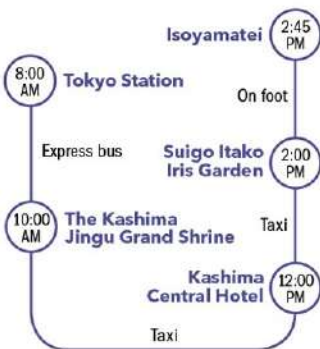 8:00
AM
Tokyo Station
Express bus
10:00
AM
The Kashima
Jingu Grand Shrine
Taxi
Kashima
Central Hotel
12:00
PM
Taxi
Suigo Itako
Iris Garden
2:00
PM
On foot
Isoyamatei
2:45
PM